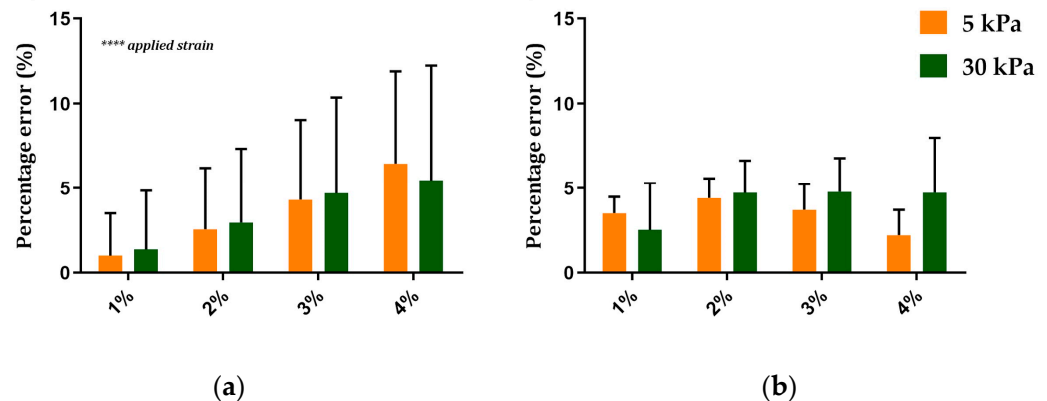 Percentage error (%)
15
10
5
0
**** applied strain
1%
2%
3%
4%
(a)
Percentage error (%)
15
10
5
0
1%
2%
3%
4%
(b)
5 kPa
30 kPa